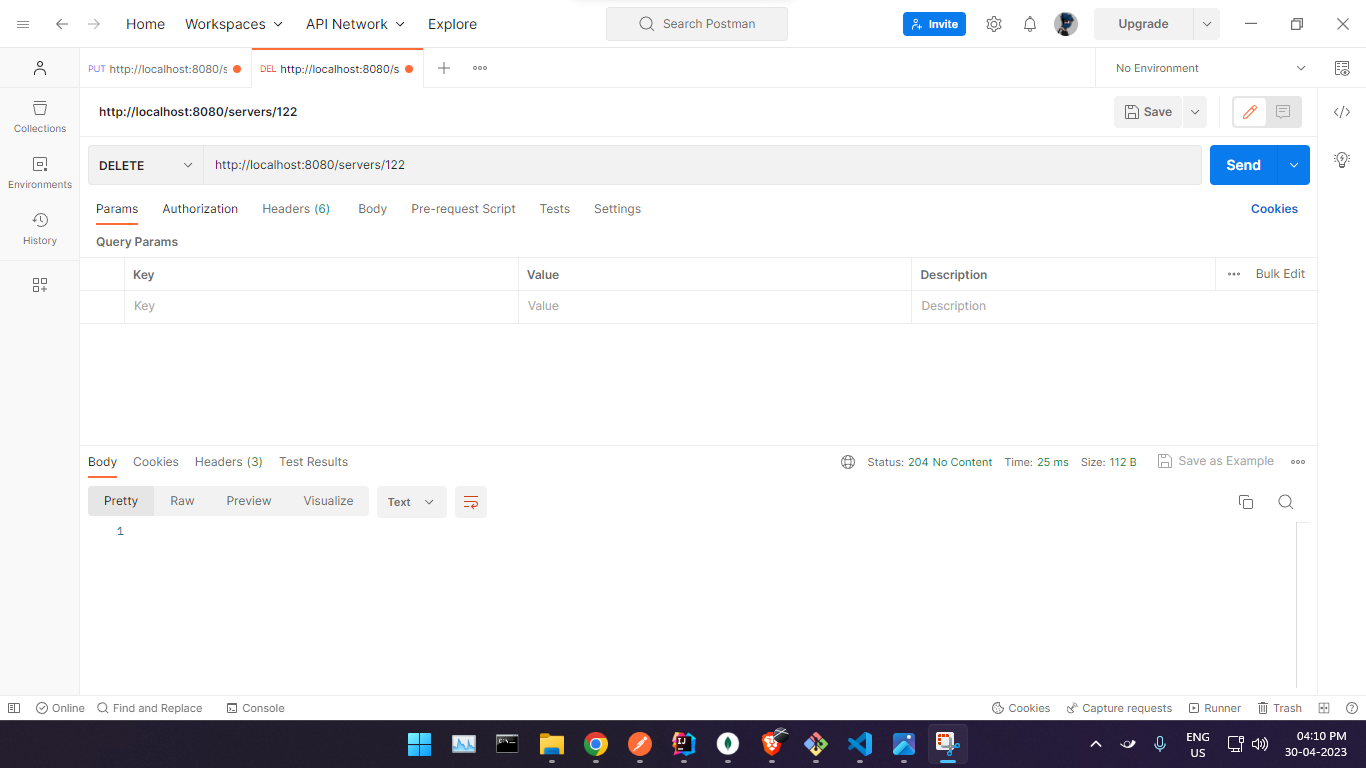 Home Workspaces API Network Explore Search Postman Invite Upgrade
PUT http://localhost:8080/s DEL http://localhost:8080/s No Environment
http://localhost:8080/servers/122 Save
Collections
DELETE http://localhost:8080/servers/122 Send
Environments
Params Authorization Headers (6) Body Pre-request Script Tests Settings Cookies
History
Query Params
Key Value Description Bulk Edit
Key Value Description
Body Cookies Headers (3) Test Results Status: 204 No Content Time: 25 ms Size: 112 B Save as Example
Pretty Raw Preview Visualize Text
1
Online Find and Replace Console Cookies Capture requests Runner Trash
ENG 04:10 PM
US 30-04-2023